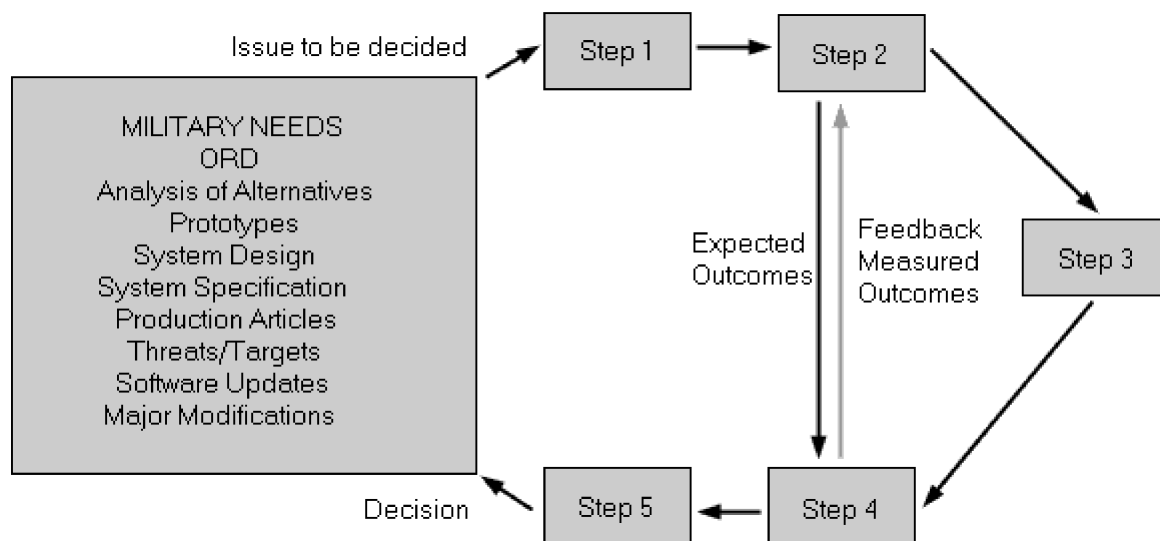 Issue to be decided
Step 1
Step 2
MILITARY NEEDS
ORD
Analysis of Alternatives
Prototypes
System Design
System Specification
Production Articles
Threats/Targets
Software Updates
Major Modifications
Expected
Outcomes
Feedback
Measured
Outcomes
Step 3
Step 4
Step 5
Decision